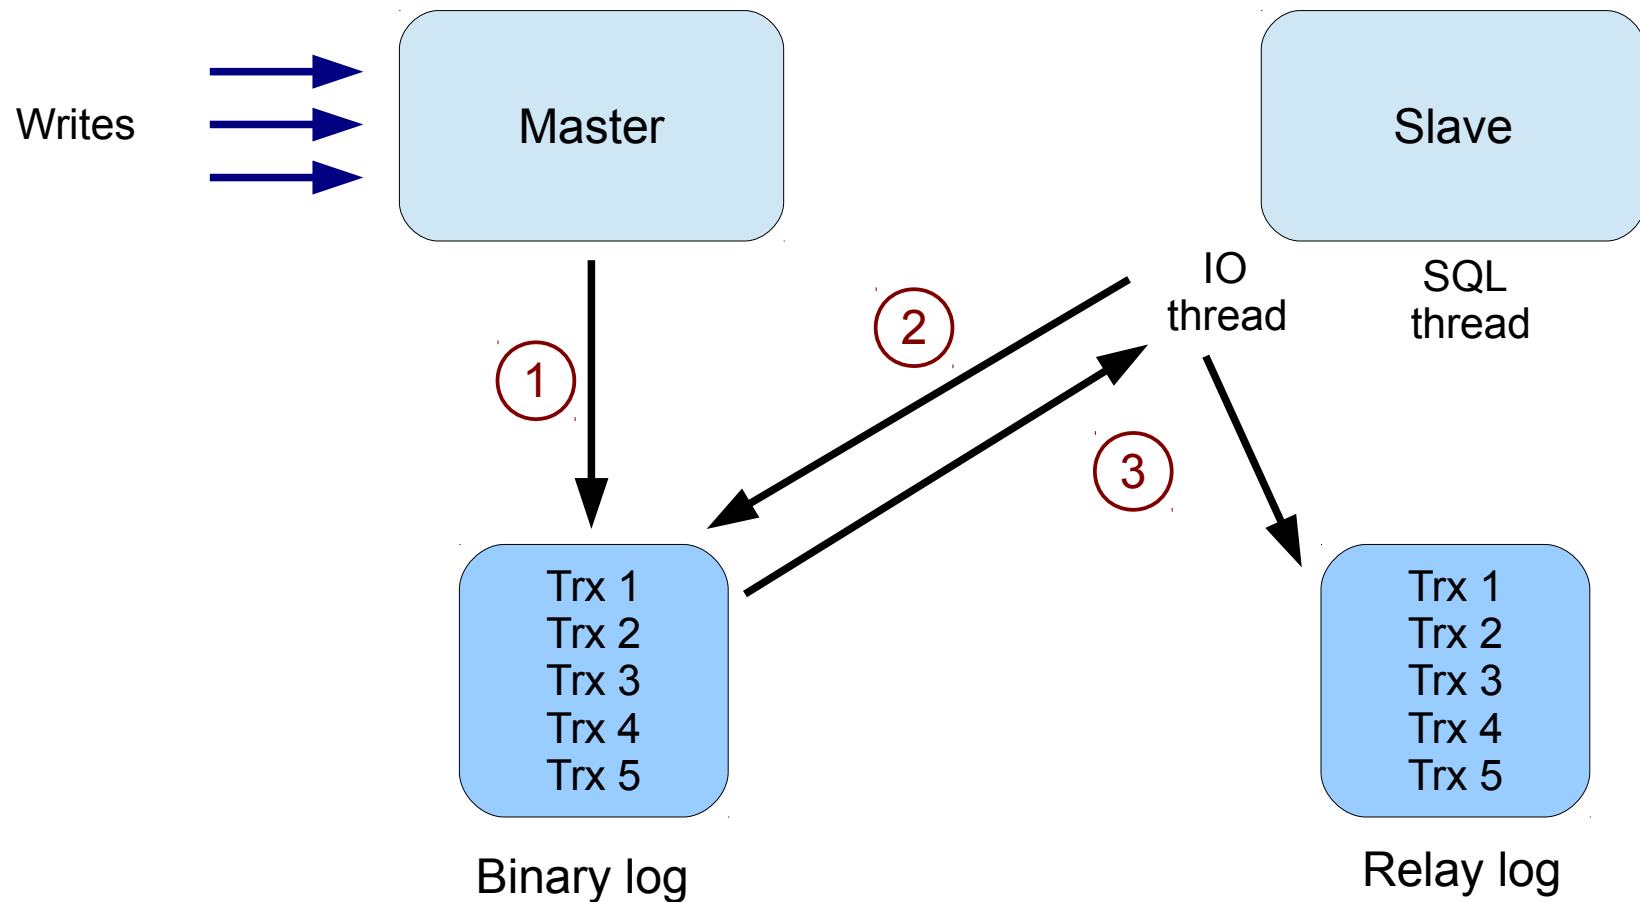 Writes
Master
Slave
IO
thread
SQL
thread
1
2
3
Trx 1
Trx 2
Trx 3
Trx 4
Trx 5
Binary log
Trx 1
Trx 2
Trx 3
Trx 4
Trx 5
Relay log